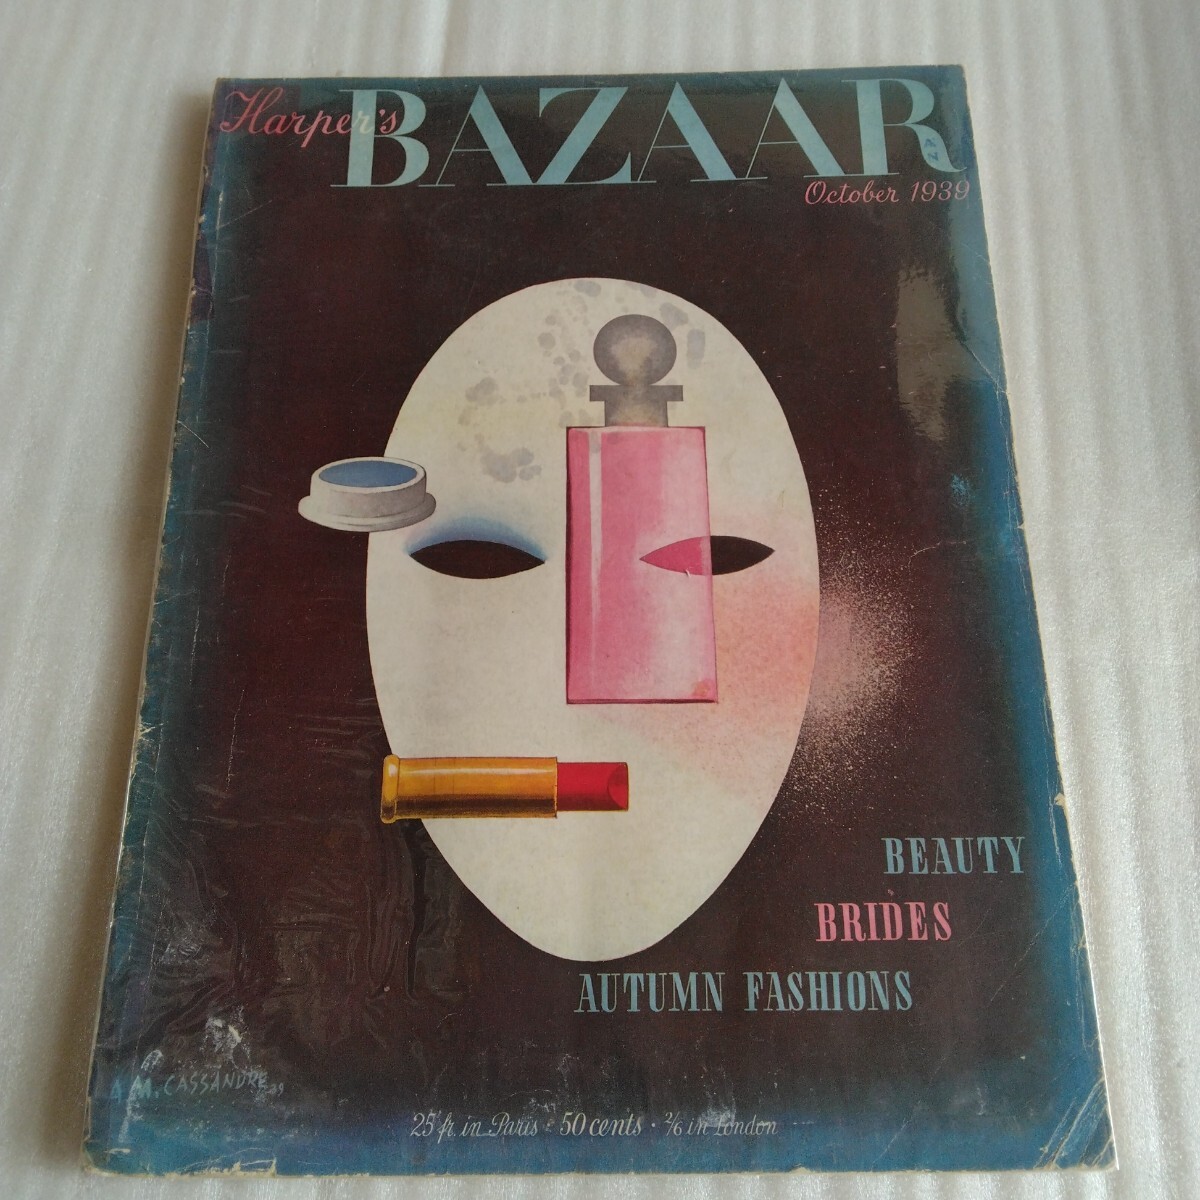 Harper's BAZAAR
October 1939
BEAUTY
BRIDES
AUTUMN FASHIONS
A.M. CASSANDRE 39
25 fr. in Paris · 50 cents · 2/6 in London